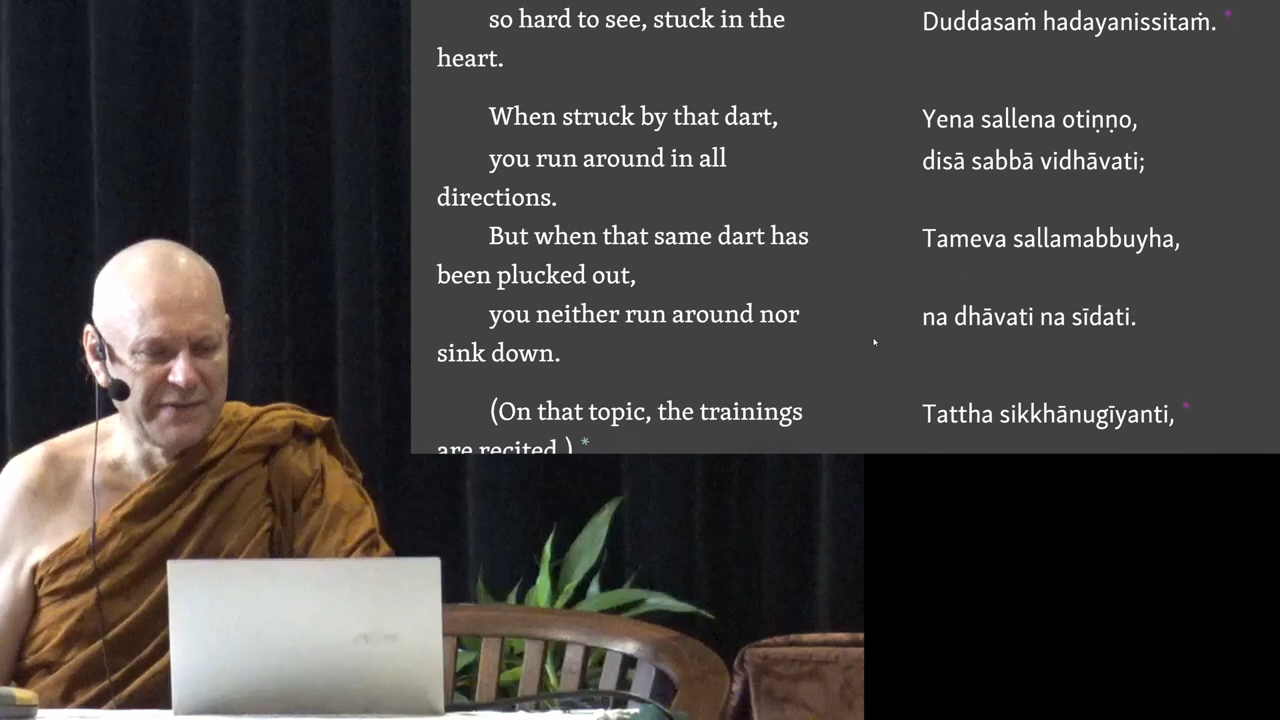 so hard to see, stuck in the
heart.
Duddasaṁ hadayanissitaṁ. *
When struck by that dart,
Yena sallena otiṇṇo,
you run around in all
directions.
disā sabbā vidhāvati;
But when that same dart has
been plucked out,
Tameva sallamabbuyha,
you neither run around nor
sink down.
na dhāvati na sīdati.
(On that topic, the trainings
are recited.) *
Tattha sikkhānugīyanti, *